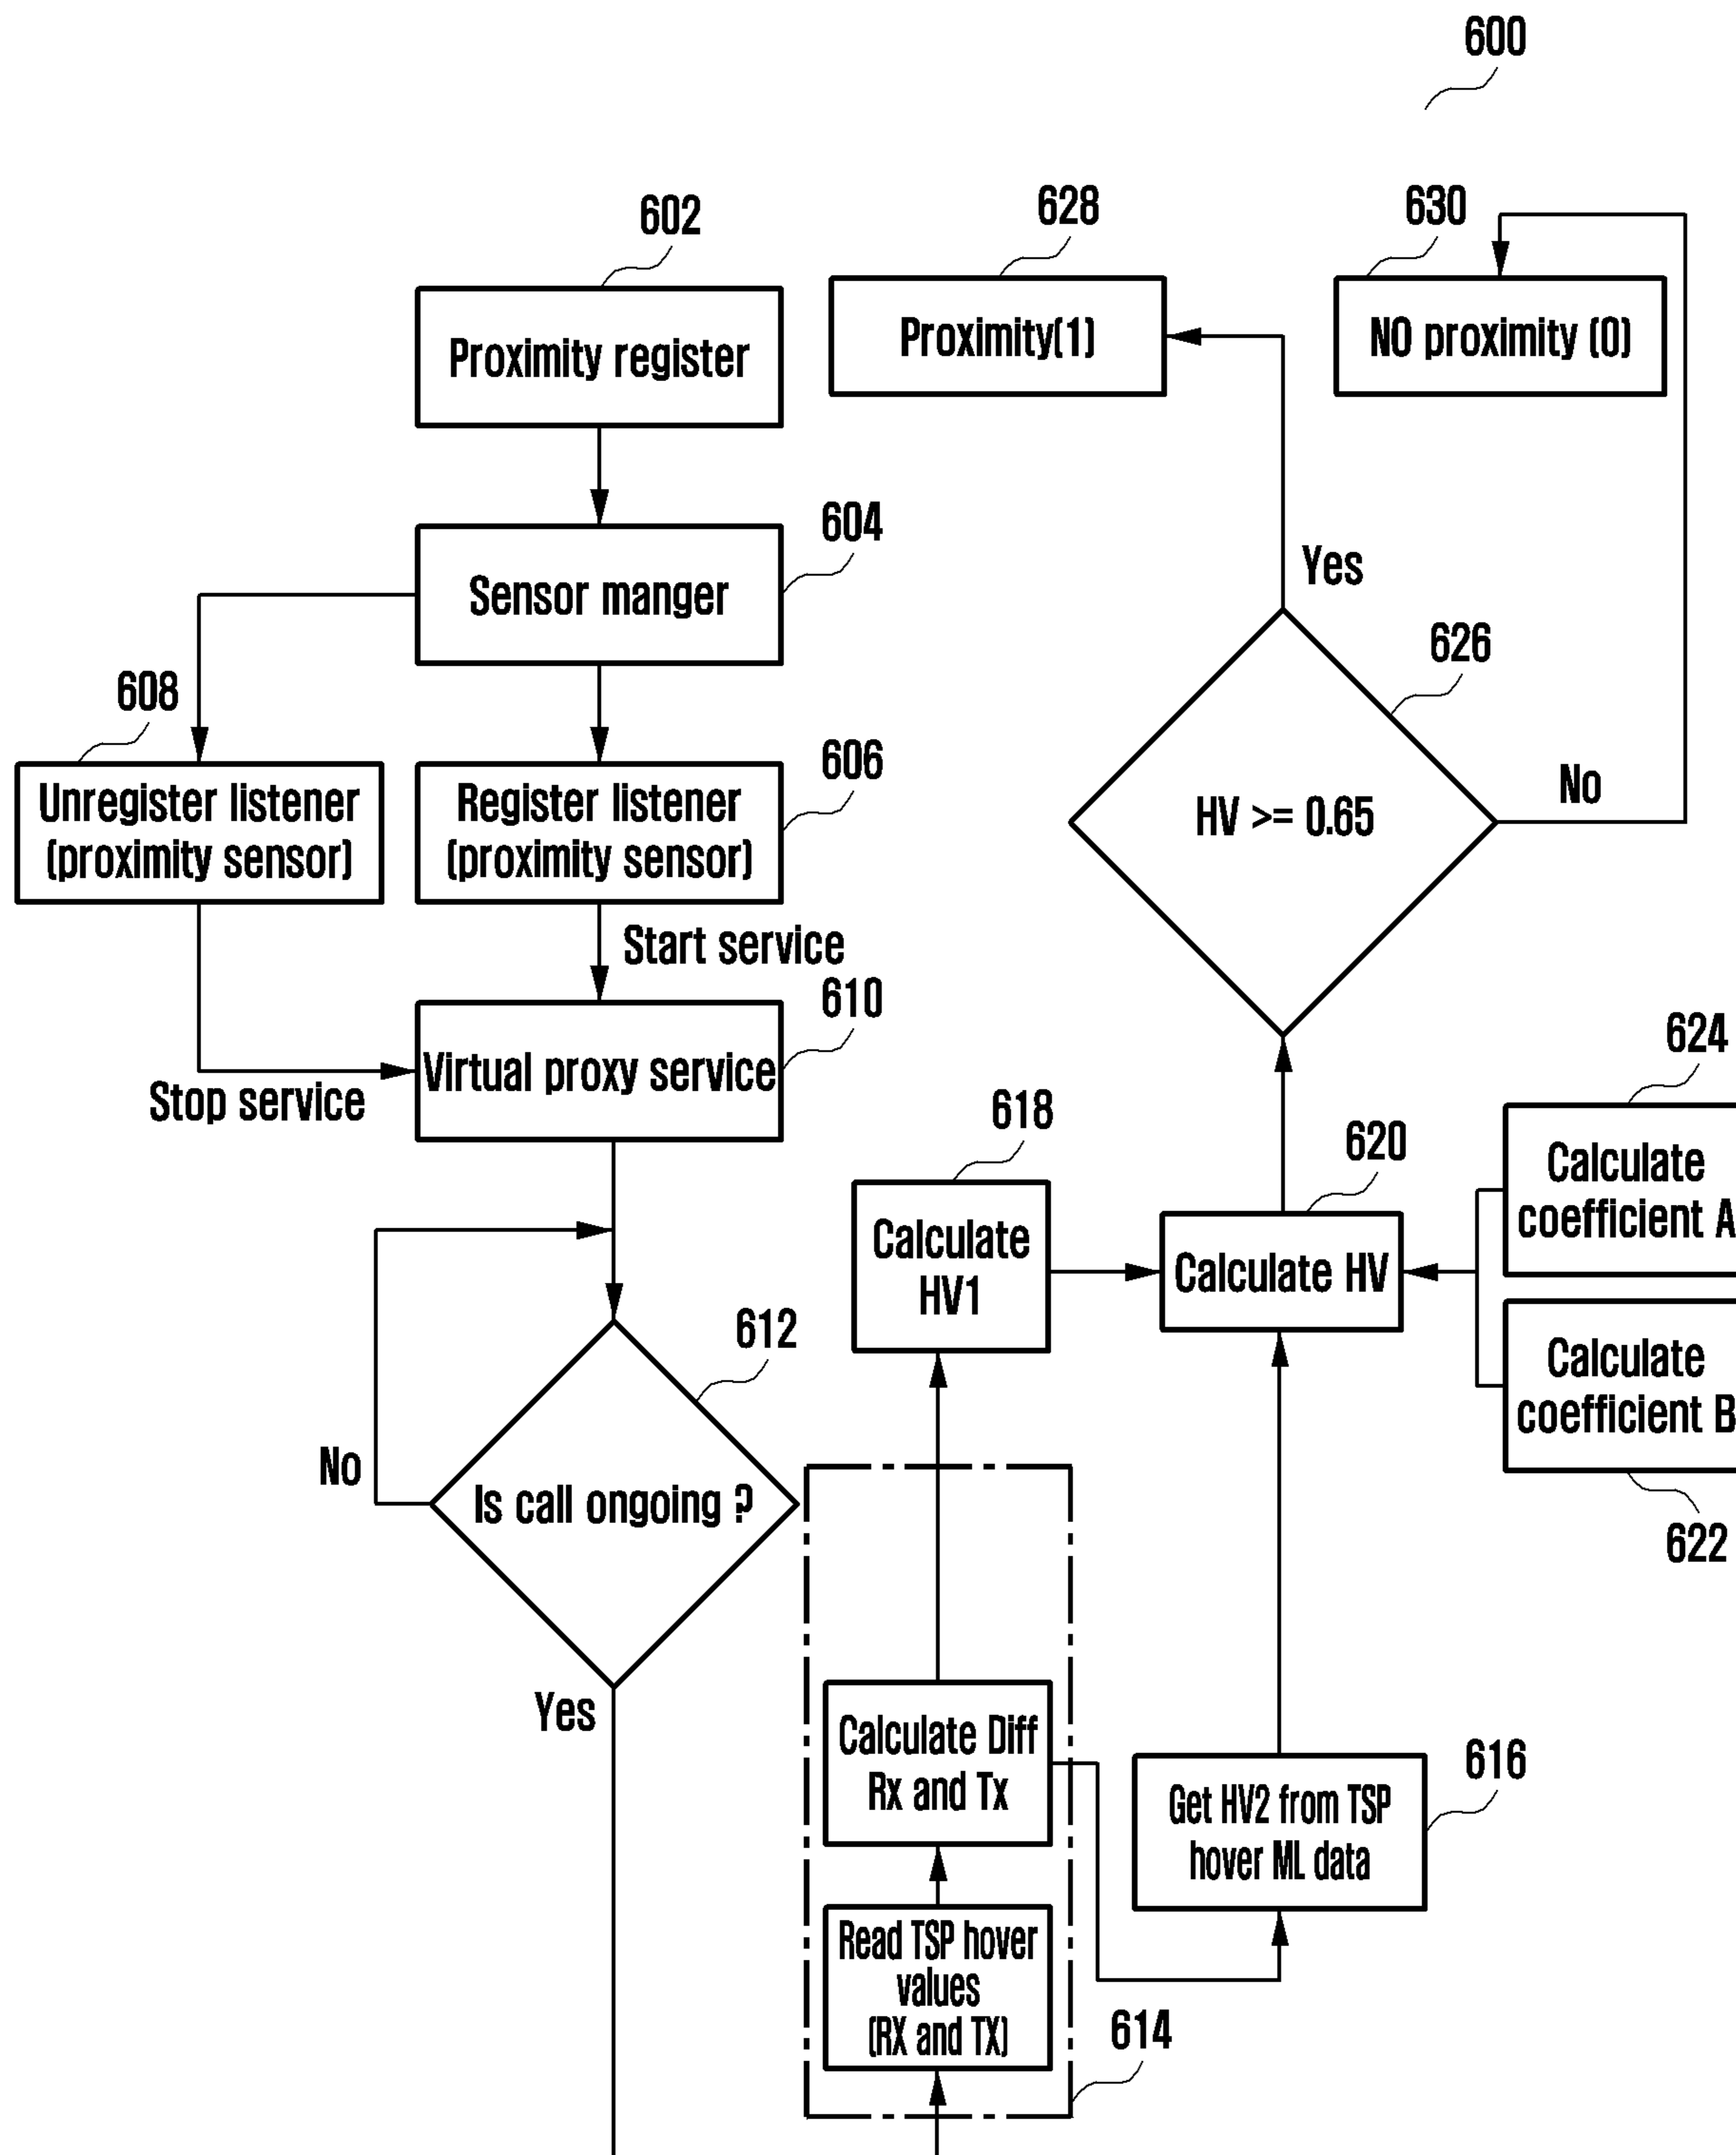 600
602
Proximity register
604
Sensor manger
608
Unregister listener
(proximity sensor)
606
Register listener
(proximity sensor)
Start service
Stop service
610
Virtual proxy service
612
Is call ongoing ?
No
Yes
614
Read TSP hover
values
(RX and TX)
Calculate Diff
Rx and Tx
616
Get HV2 from TSP
hover ML data
618
Calculate
HV1
620
Calculate HV
624
Calculate
coefficient A
Calculate
coefficient B
622
626
HV >= 0.65
Yes
No
628
Proximity(1)
630
NO proximity (0)